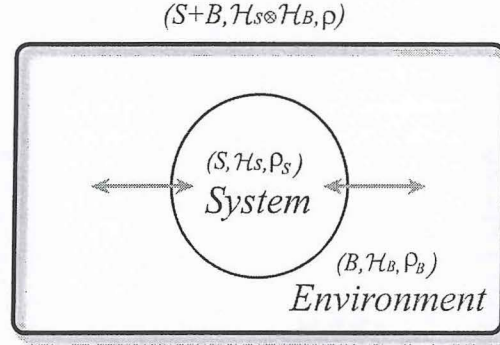 (S+B,ℋS⊗ℋB,ρ)
(S,ℋS,ρS)
System
(B,ℋB,ρB)
Environment